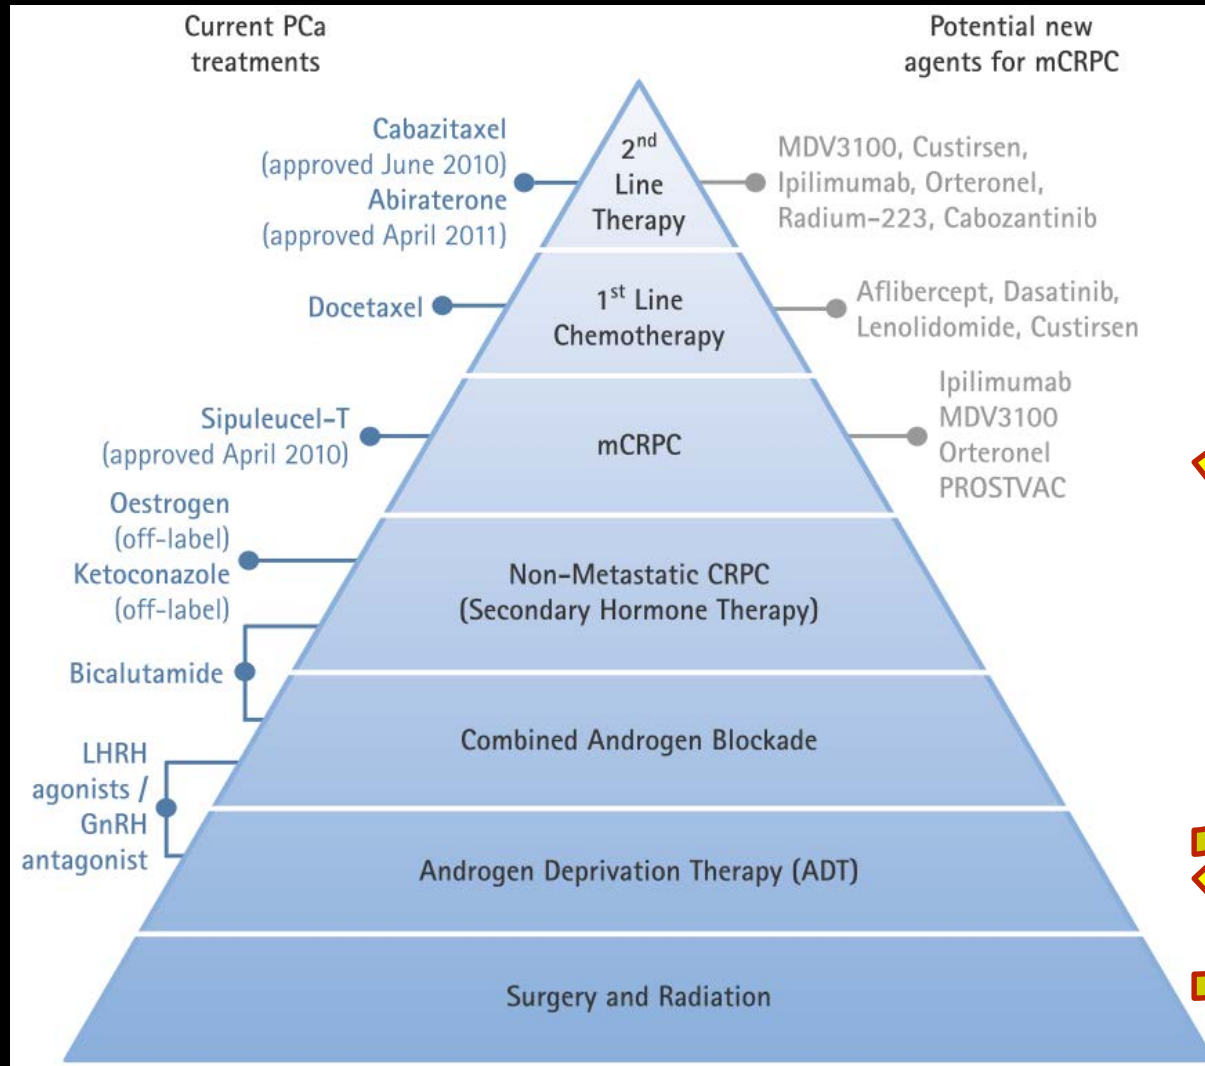 Current PCa
treatments
Potential new
agents for mCRPC
Cabazitaxel
(approved June 2010)
Abiraterone
(approved April 2011)
2nd
Line
Therapy
MDV3100, Custirsen,
Ipilimumab, Orteronel,
Radium-223, Cabozantinib
Docetaxel
1st Line
Chemotherapy
Aflibercept, Dasatinib,
Lenolidomide, Custirsen
Sipuleucel-T
(approved April 2010)
mCRPC
Ipilimumab
MDV3100
Orteronel
PROSTVAC
Oestrogen
(off-label)
Ketoconazole
(off-label)
Non-Metastatic CRPC
(Secondary Hormone Therapy)
Bicalutamide
Combined Androgen Blockade
LHRH
agonists /
GnRH
antagonist
Androgen Deprivation Therapy (ADT)
Surgery and Radiation